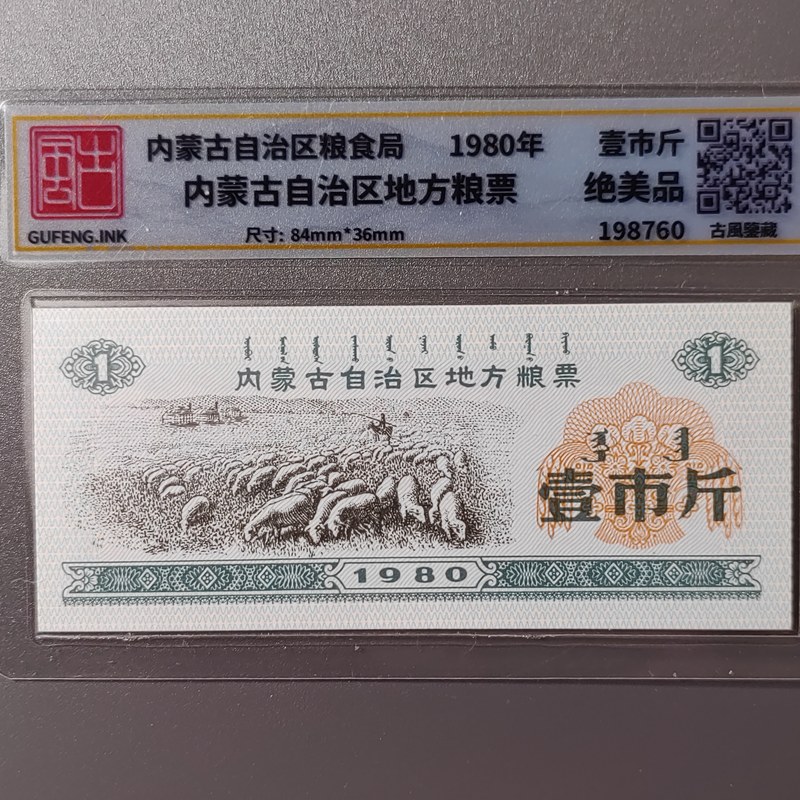 内蒙古自治区粮食局 1980年 壹市斤
内蒙古自治区地方粮票 绝美品
GUFENG.INK 尺寸: 84mm*36mm 198760 古風鑒藏
1 内蒙古自治区地方粮票 1
壹市斤
1980